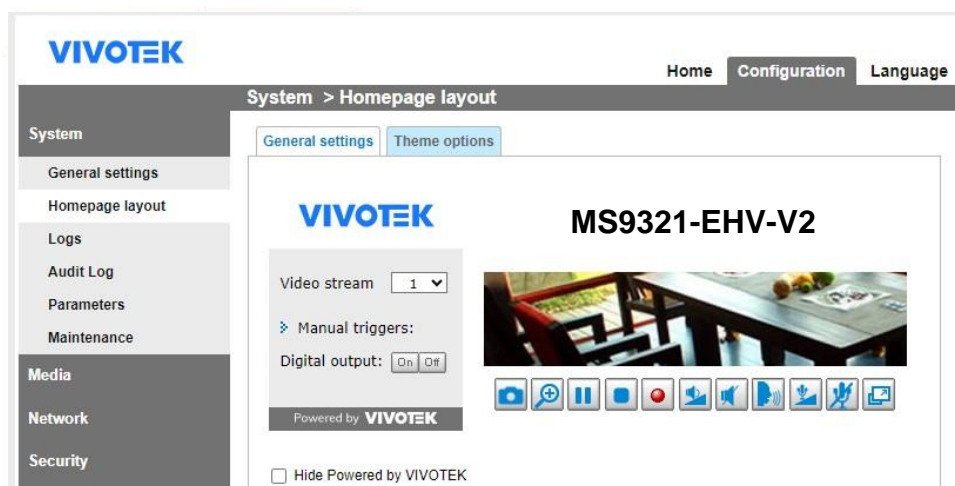 VIVOTEK
Home Configuration Language
System > Homepage layout
System
General settings
Homepage layout
Logs
Audit Log
Parameters
Maintenance
Media
Network
Security
General settings Theme options
VIVOTEK
MS9321-EHV-V2
Video stream 1
Manual triggers:
Digital output: On Off
Powered by VIVOTEK
Hide Powered by VIVOTEK